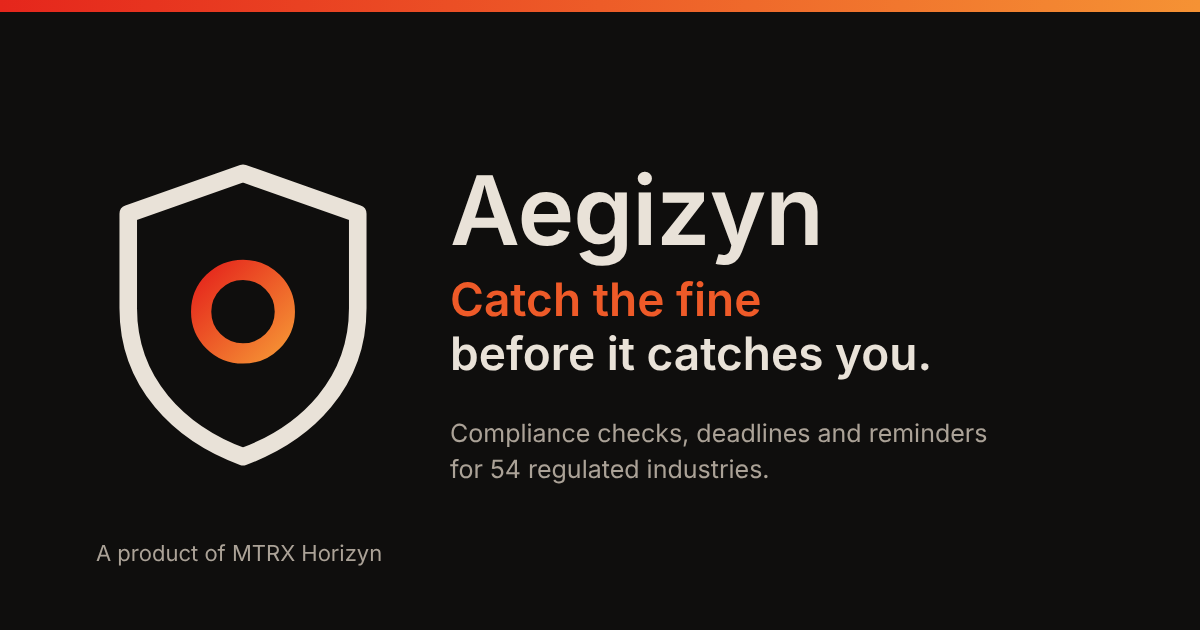 Aegizyn
Catch the fine
before it catches you.
Compliance checks, deadlines and reminders
for 54 regulated industries.
A product of MTRX Horizyn